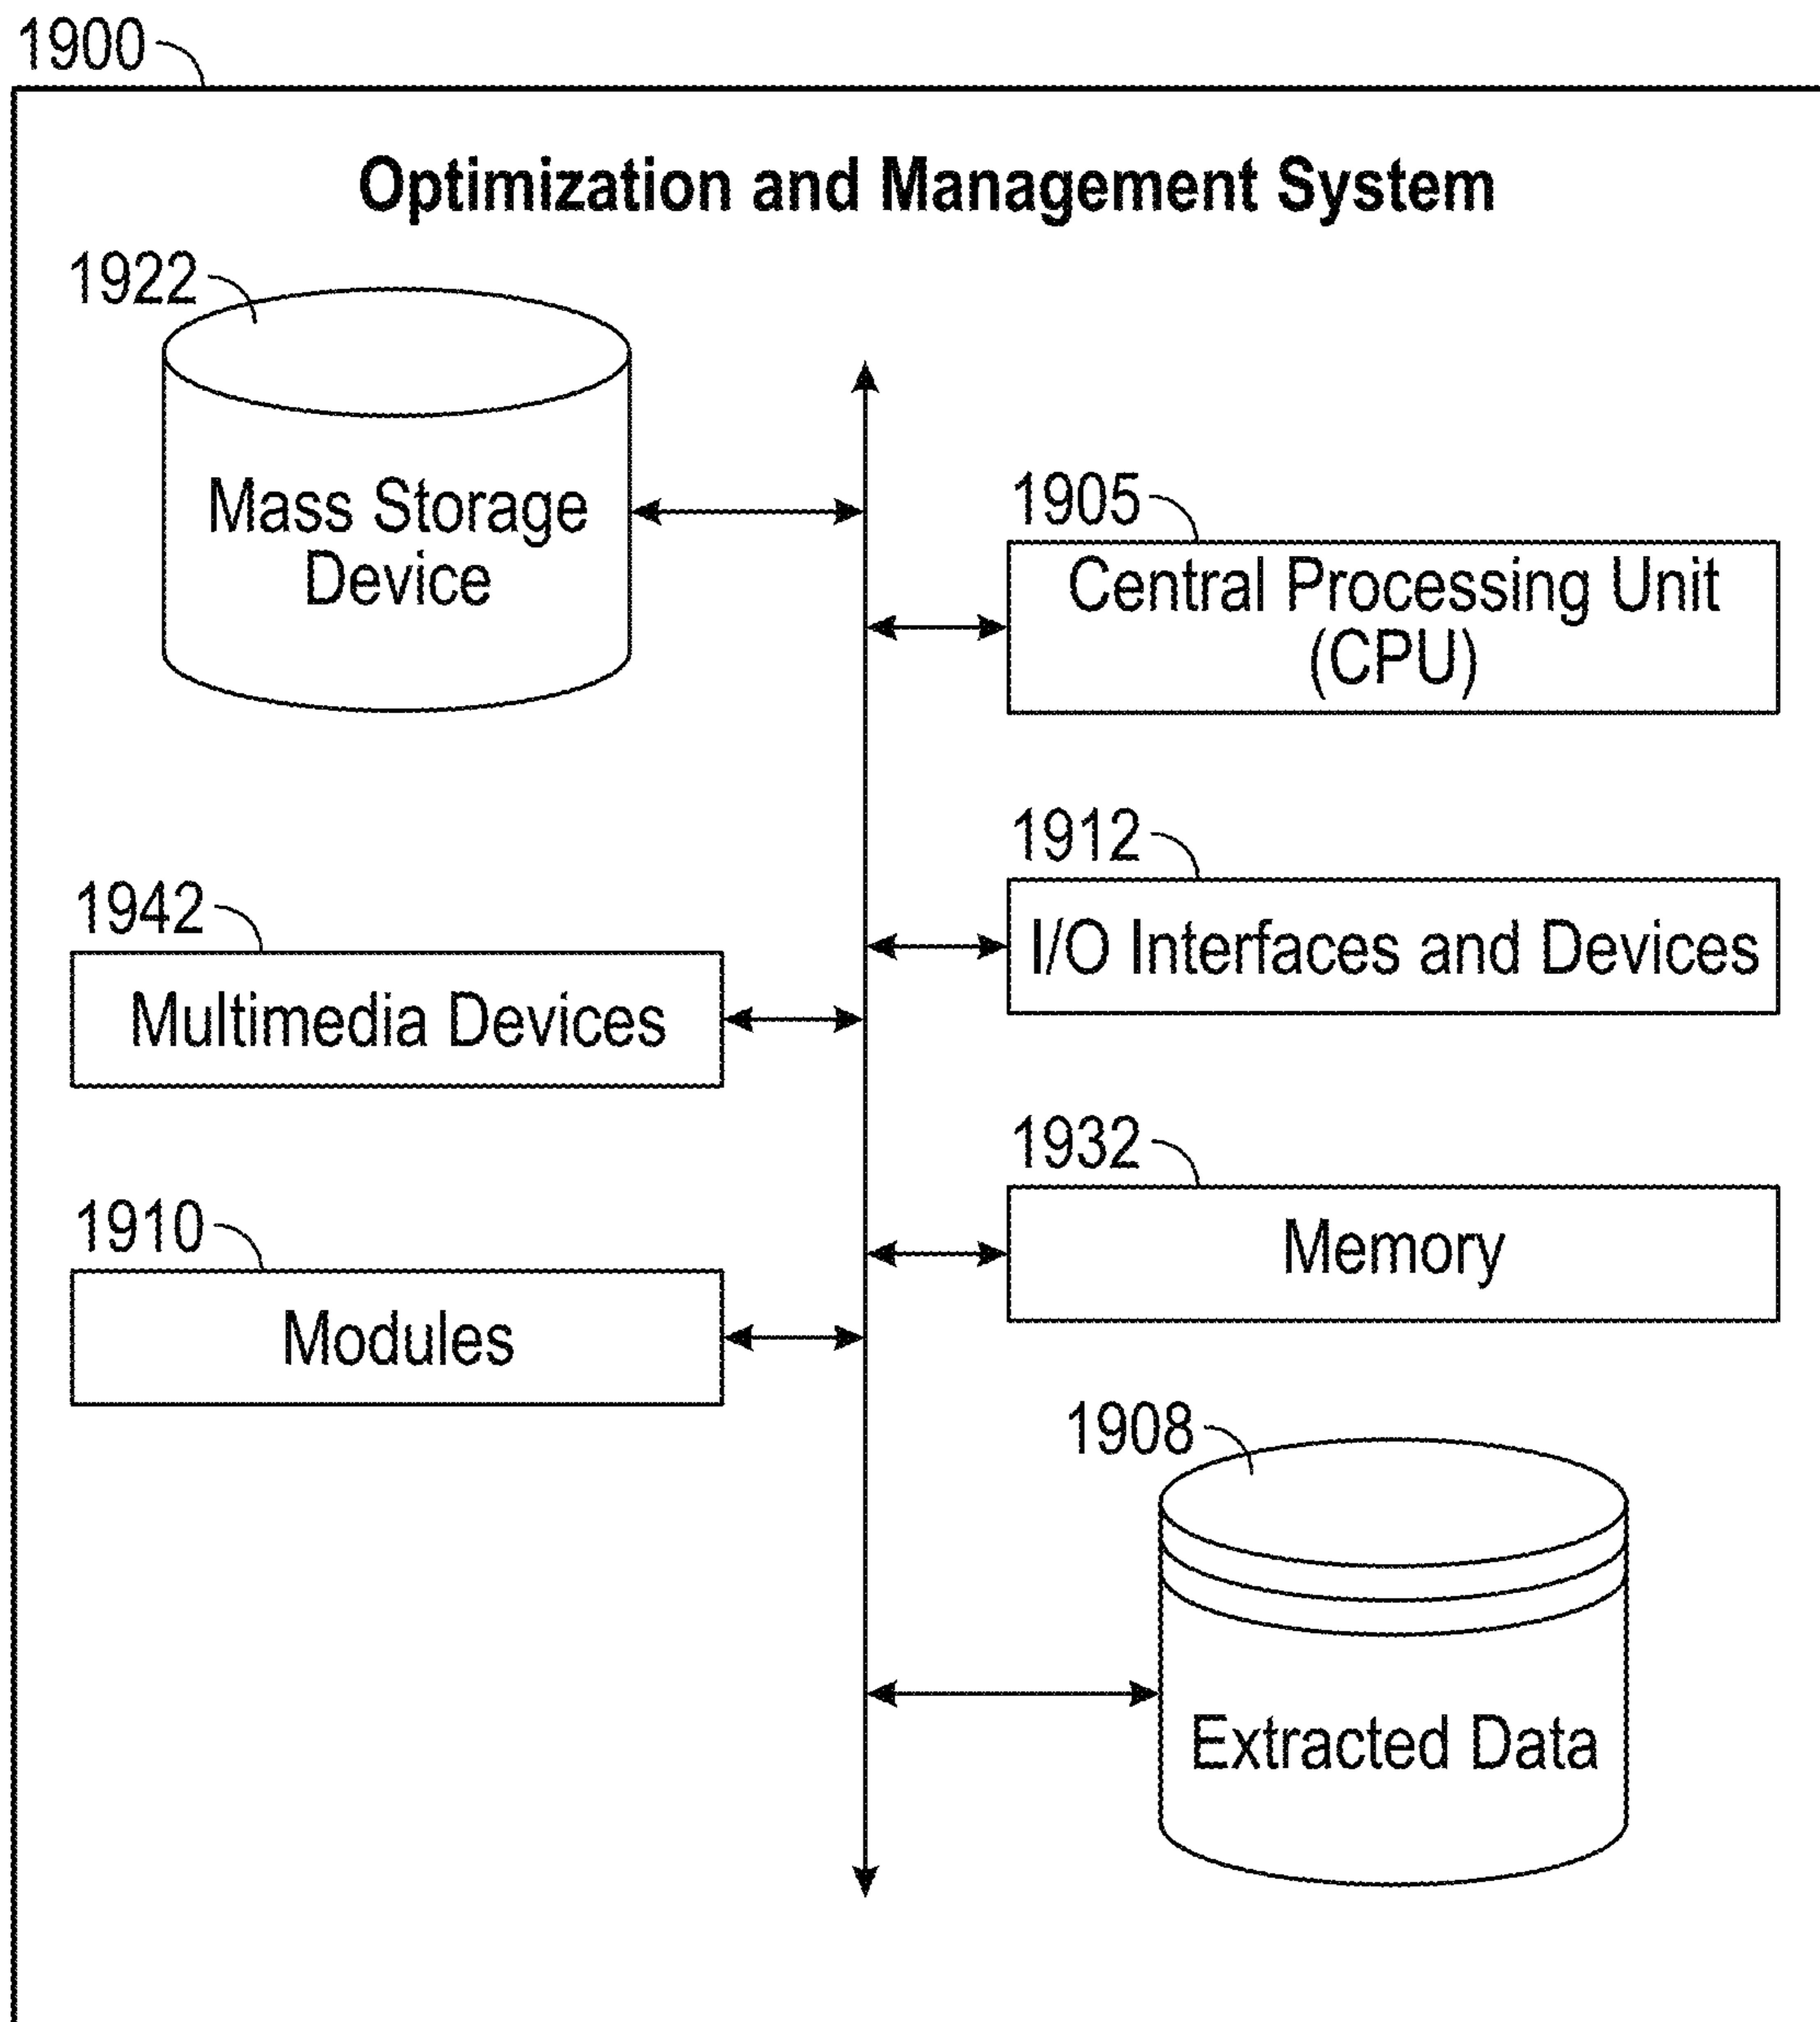 1900
Optimization and Management System
1922
Mass Storage
Device
1905
Central Processing Unit
(CPU)
1912
I/O Interfaces and Devices
1942
Multimedia Devices
1932
Memory
1910
Modules
1908
Extracted Data